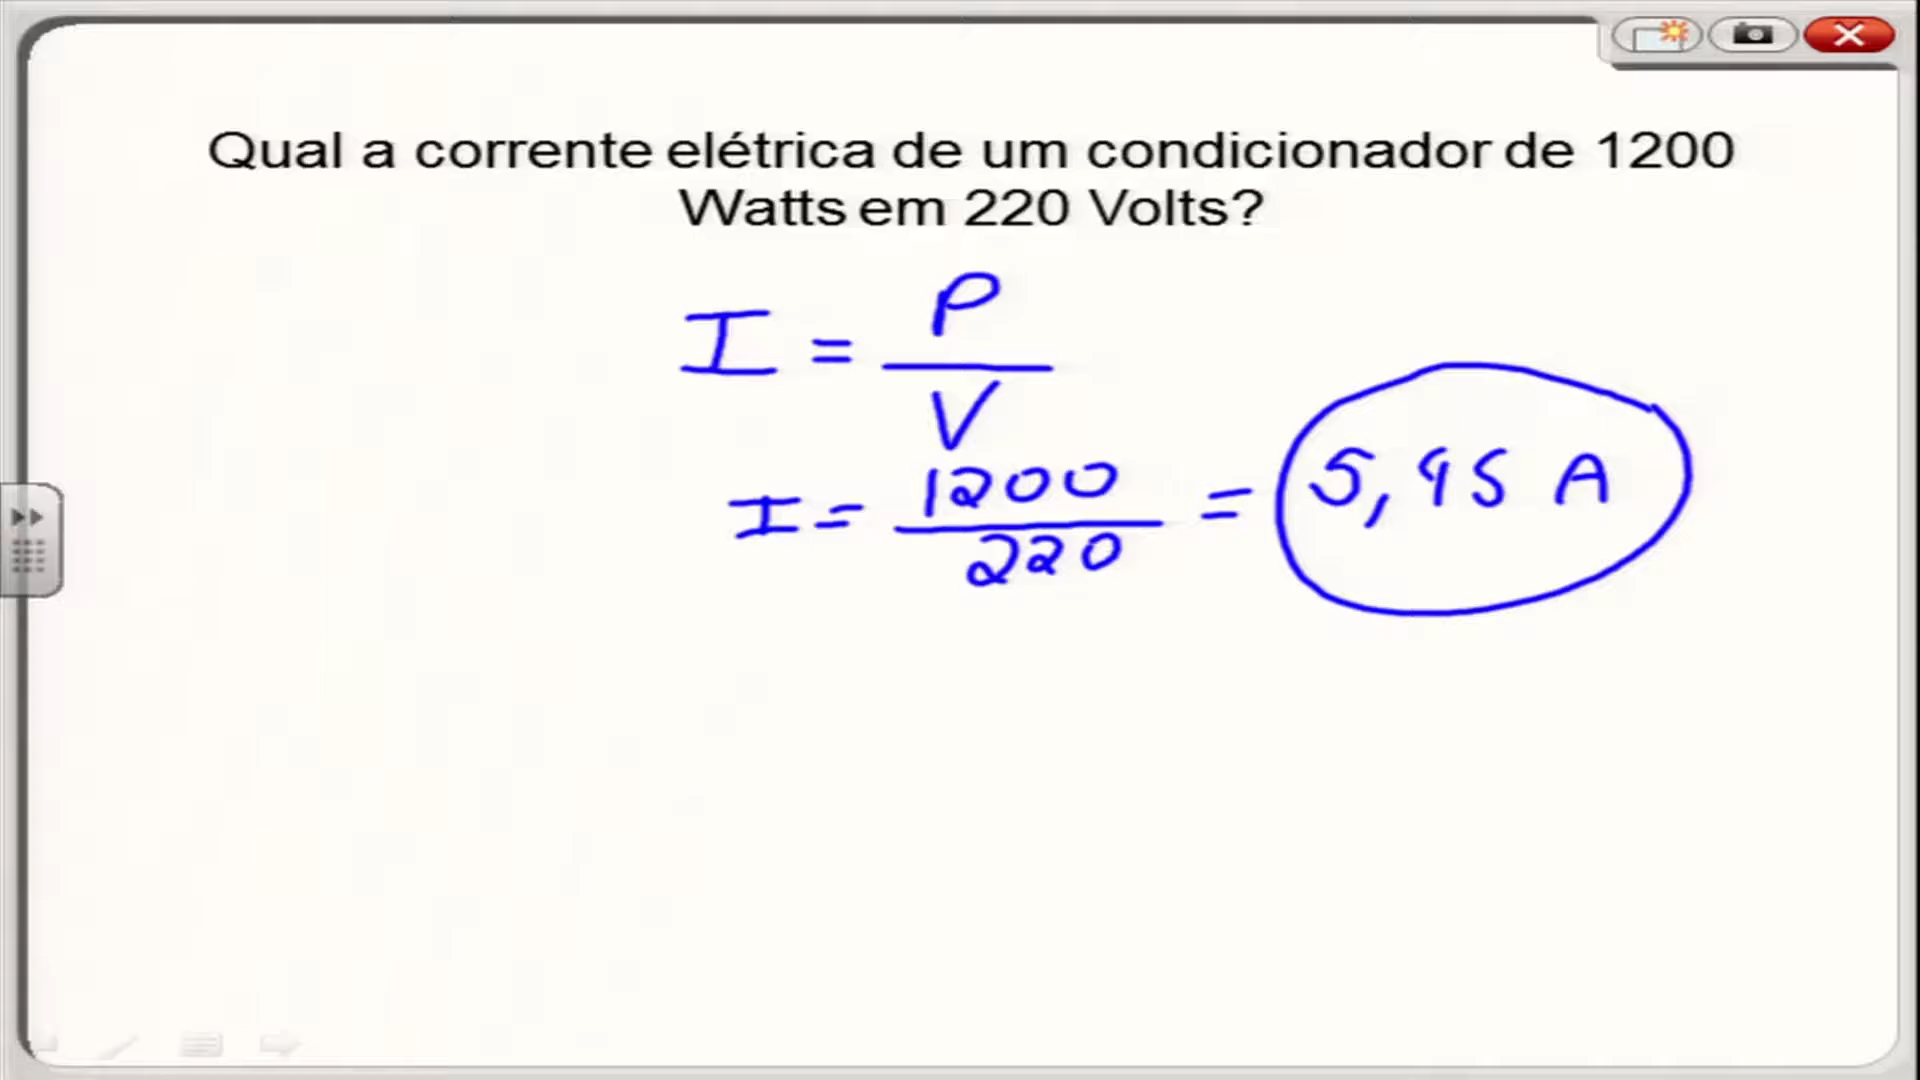 Qual a corrente elétrica de um condicionador de 1200
Watts em 220 Volts?
I = P / V
I = 1200 / 220 = 5,45 A